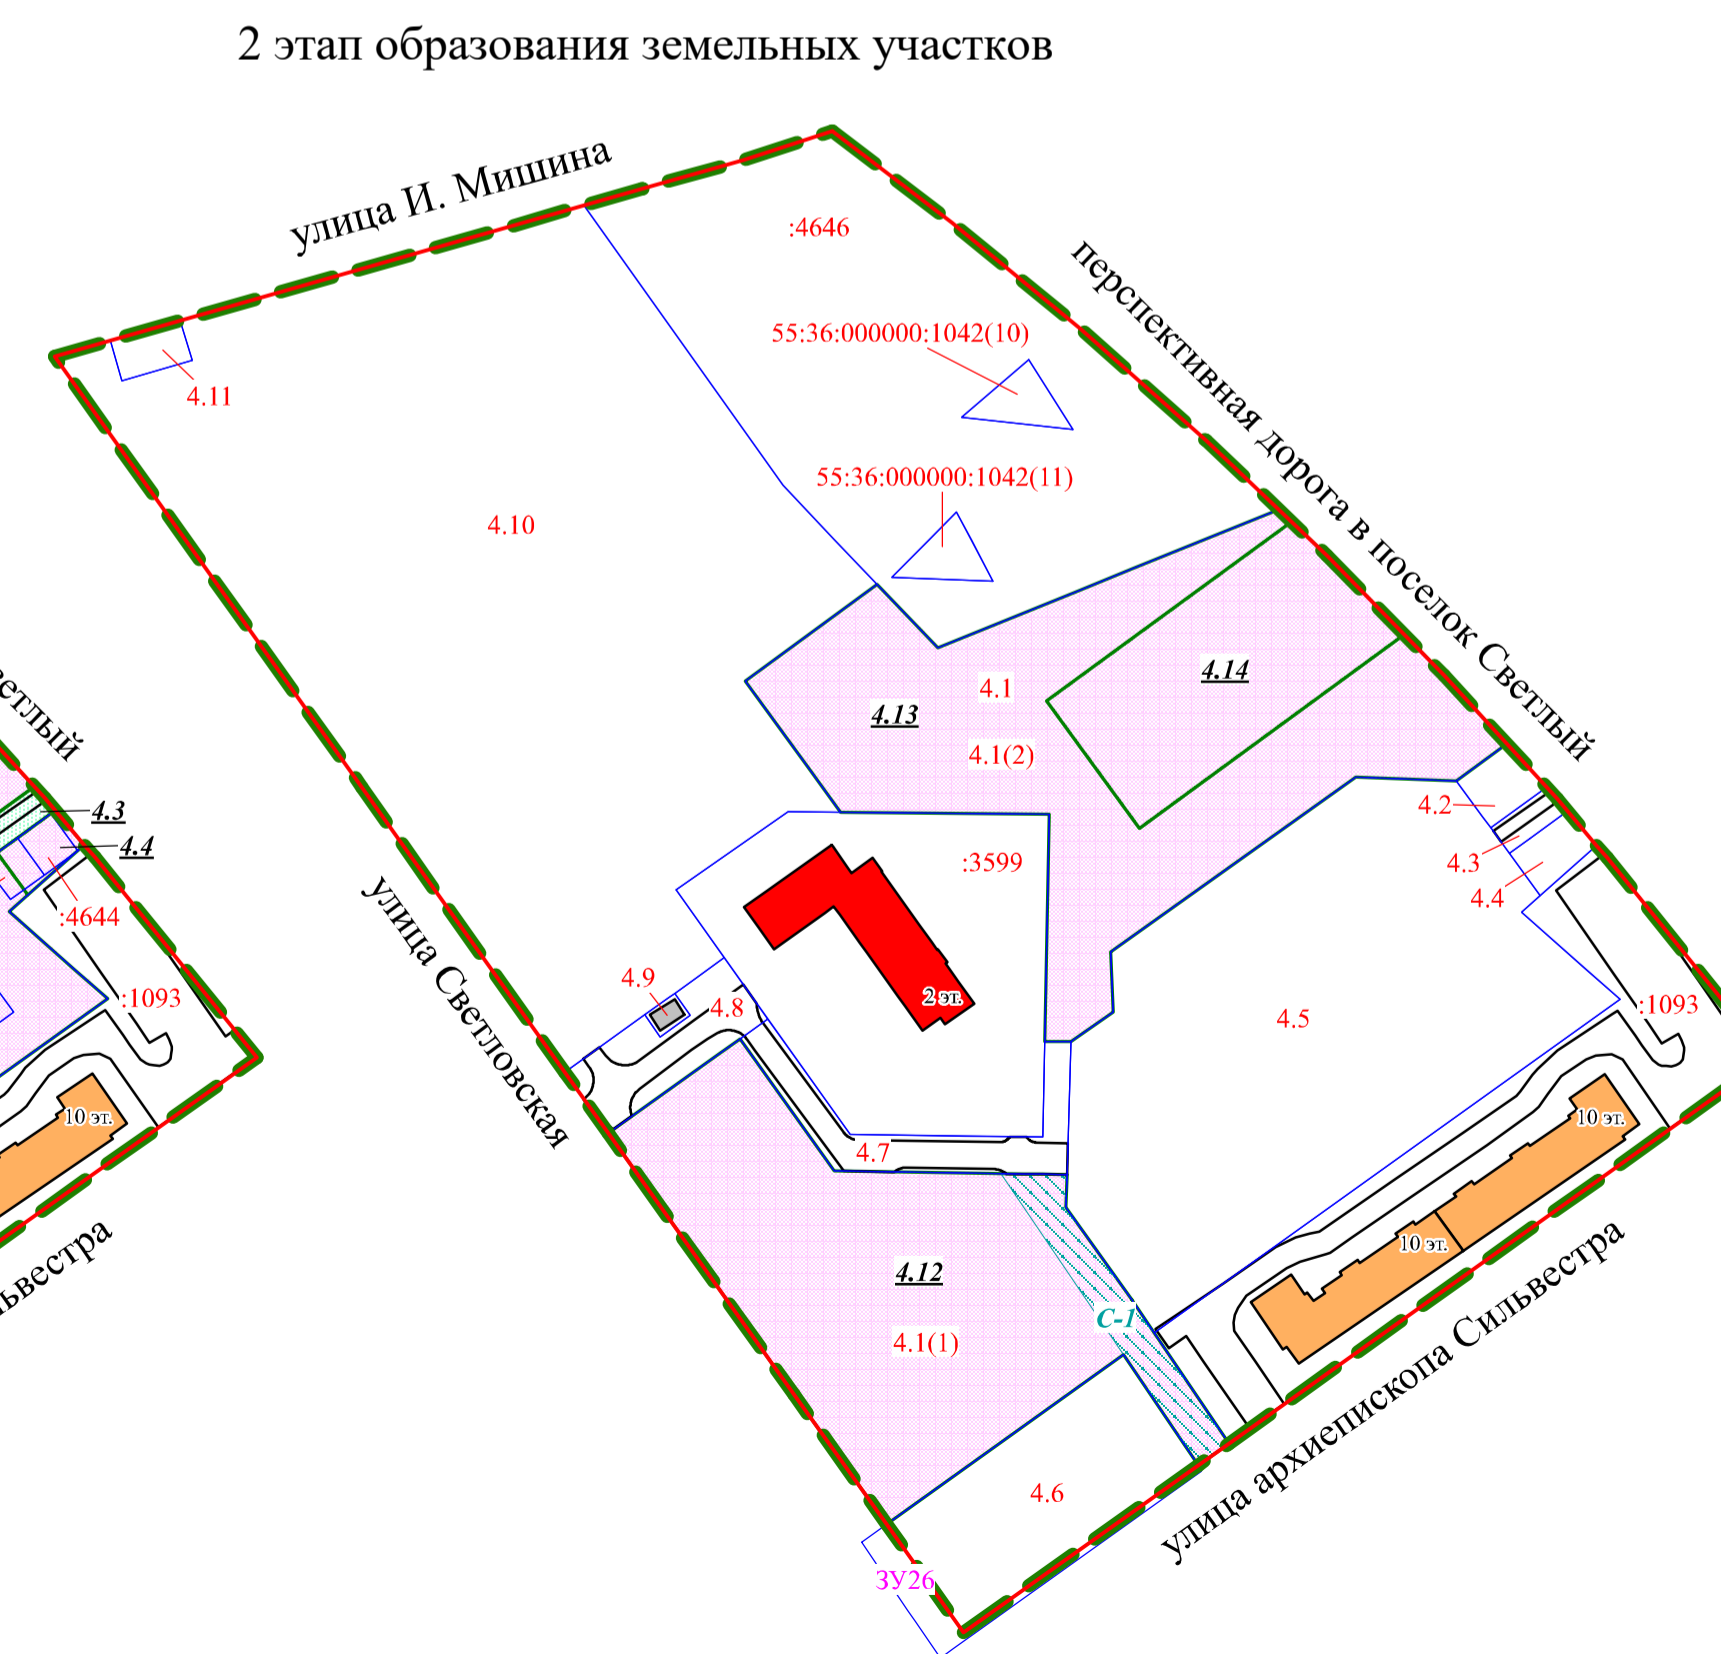 2 этап образования земельных участков
улица И. Мишина
:4646
перспективная дорога в поселок Светлый
55:36:000000:1042(10)
4.11
55:36:000000:1042(11)
4.10
4.14
4.1
4.13
4.1(2)
4.2
4.3
4.3
4.4
:3599
4.4
:4644
улица Светловская
4.9
2 эт.
4.8
:1093
4.5
:1093
10 эт.
10 эт.
4.7
10 эт.
4.12
С-1
4.1(1)
улица архиепископа Сильвестра
4.6
ЗУ26